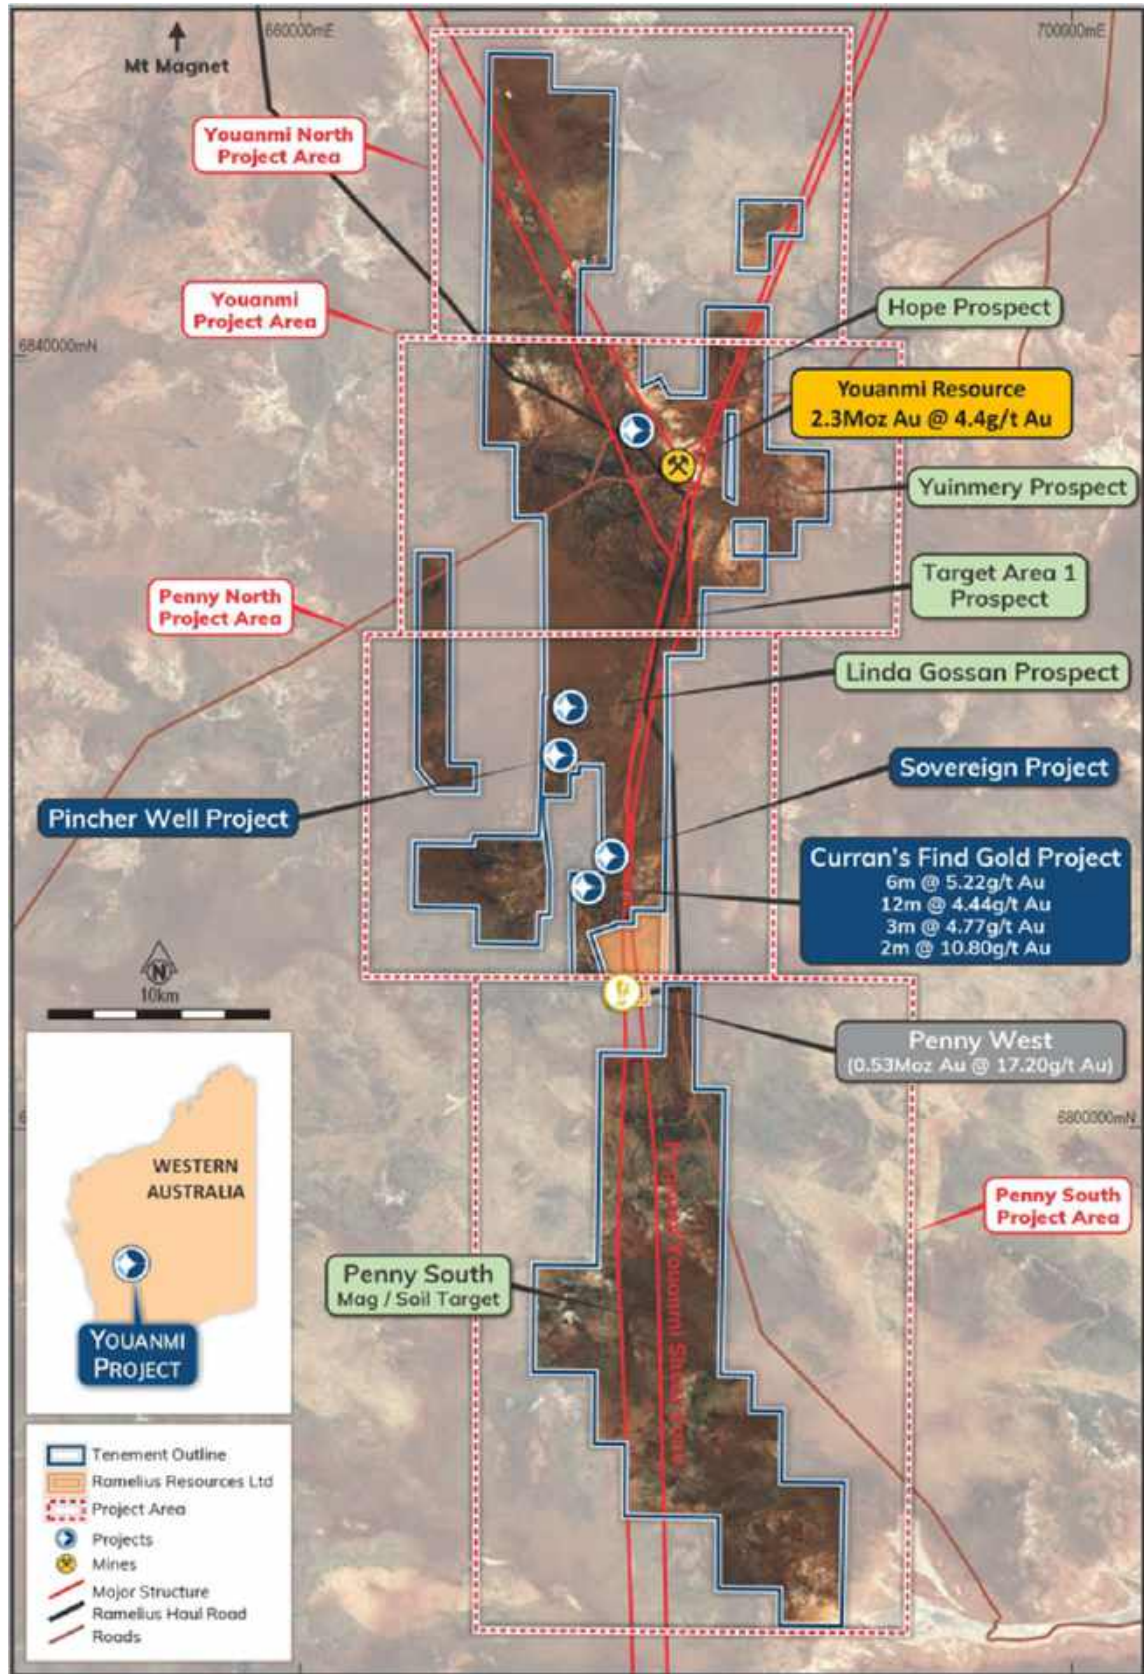 660000mE
700000mE
Mt Magnet
Youanmi North
Project Area
Youanmi
Project Area
Hope Prospect
6840000mN
Youanmi Resource
2.3Moz Au @ 4.4g/t Au
Yuinmery Prospect
Target Area 1
Prospect
Penny North
Project Area
Linda Gossan Prospect
Sovereign Project
Pincher Well Project
Curran's Find Gold Project
6m @ 5.22g/t Au
12m @ 4.44g/t Au
3m @ 4.77g/t Au
2m @ 10.80g/t Au
N
10km
Penny West
(0.53Moz Au @ 17.20g/t Au)
6800000mN
WESTERN
AUSTRALIA
Penny South
Project Area
Penny South
Mag / Soil Target
YOUANMI
PROJECT
Tenement Outline
Ramelius Resources Ltd
Project Area
Projects
Mines
Major Structure
Ramelius Haul Road
Roads